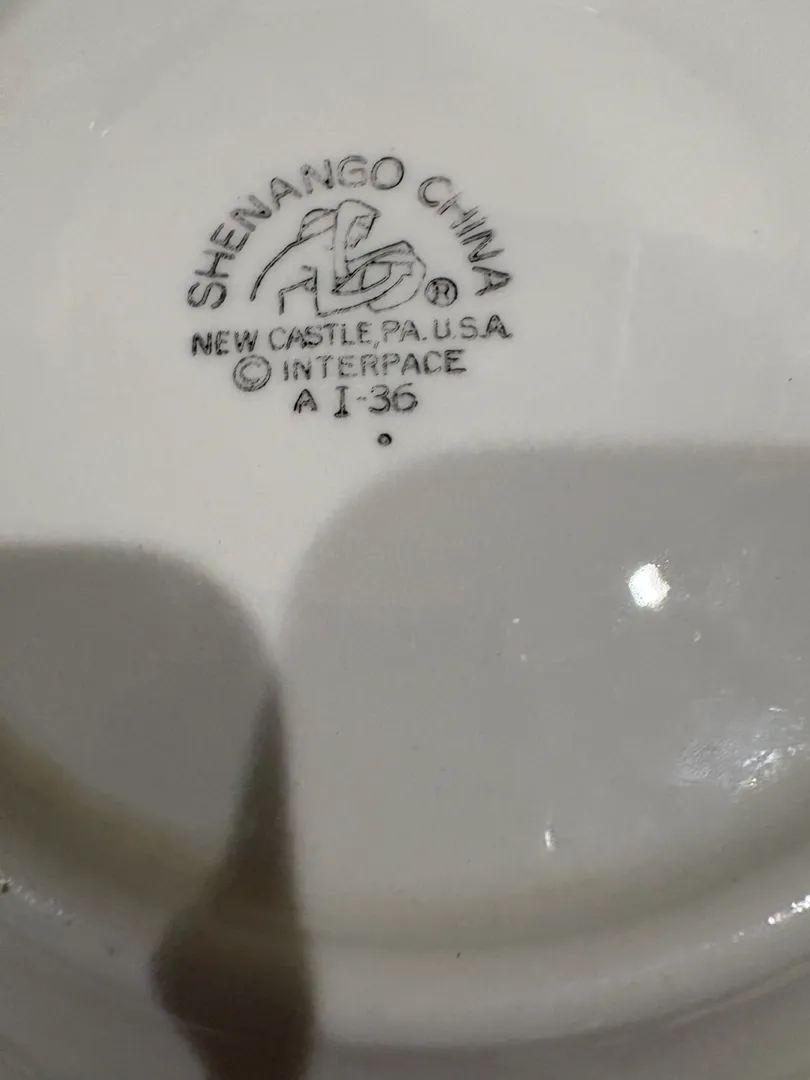 SHENANGO CHINA
®
NEW CASTLE, PA. U.S.A.
© INTERPACE
A I-36